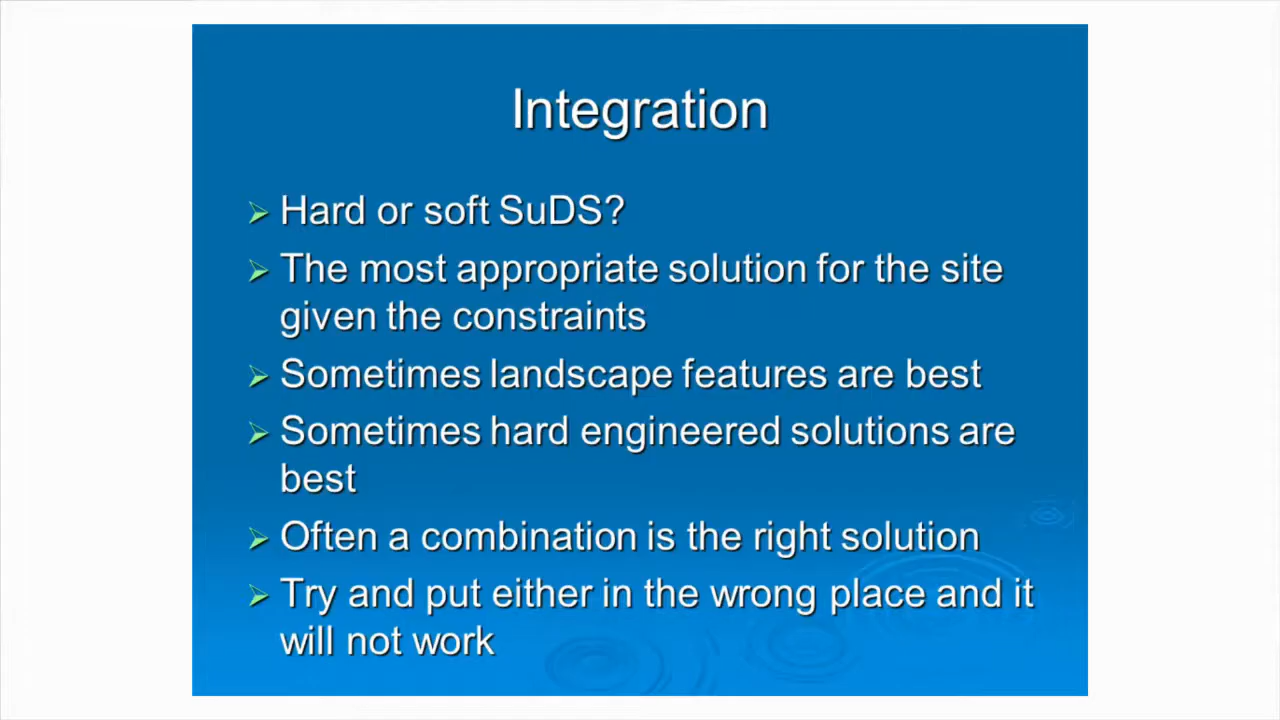 Integration
Hard or soft SuDS?
The most appropriate solution for the site
given the constraints
Sometimes landscape features are best
Sometimes hard engineered solutions are
best
Often a combination is the right solution
Try and put either in the wrong place and it
will not work